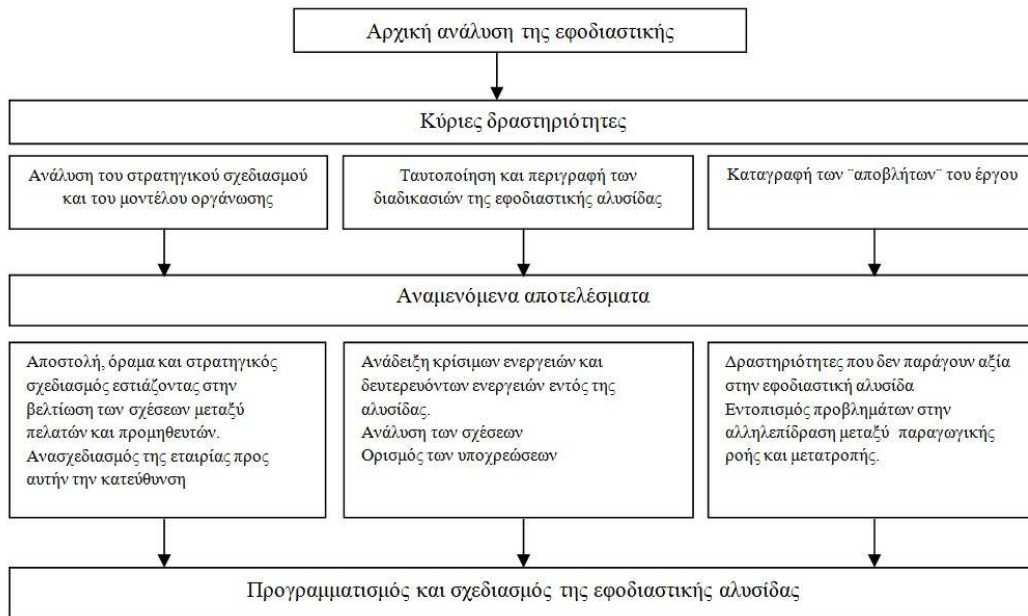 Αρχική ανάλυση της εφοδιαστικής
Κύριες δραστηριότητες
Ανάλυση του στρατηγικού σχεδιασμού
και του μοντέλου οργάνωσης
Ταυτοποίηση και περιγραφή των
διαδικασιών της εφοδιαστικής αλυσίδας
Καταγραφή των ¨αποβλήτων¨ του έργου
Αναμενόμενα αποτελέσματα
Αποστολή, όραμα και στρατηγικός
σχεδιασμός εστιάζοντας στην
βελτίωση των σχέσεων μεταξύ
πελατών και προμηθευτών.
Ανασχεδιασμός της εταιρίας προς
αυτήν την κατεύθυνση
Ανάδειξη κρίσιμων ενεργειών και
δευτερευόντων ενεργειών εντός της
αλυσίδας.
Ανάλυση των σχέσεων
Ορισμός των υποχρεώσεων
Δραστηριότητες που δεν παράγουν αξία
στην εφοδιαστική αλυσίδα
Εντοπισμός προβλημάτων στην
αλληλεπίδραση μεταξύ παραγωγικής
ροής και μετατροπής.
Προγραμματισμός και σχεδιασμός της εφοδιαστικής αλυσίδας